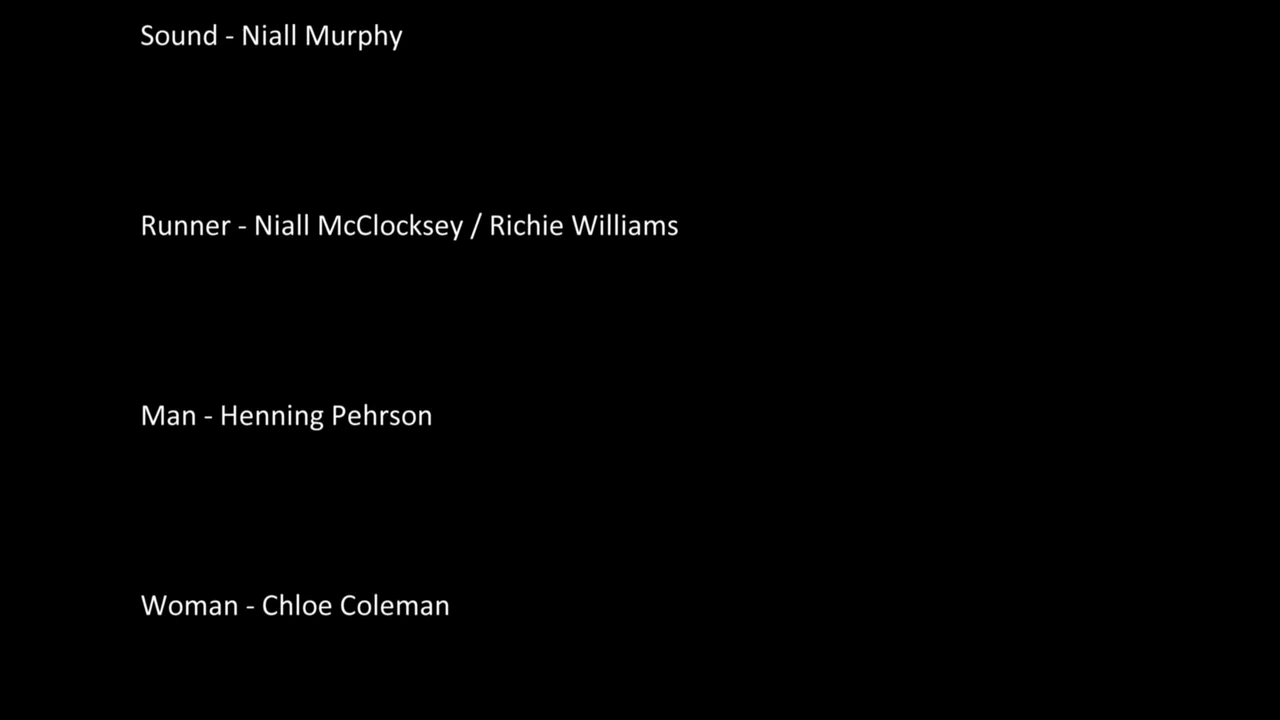 Sound - Niall Murphy
Runner - Niall McClocksey / Richie Williams
Man - Henning Pehrson
Woman - Chloe Coleman